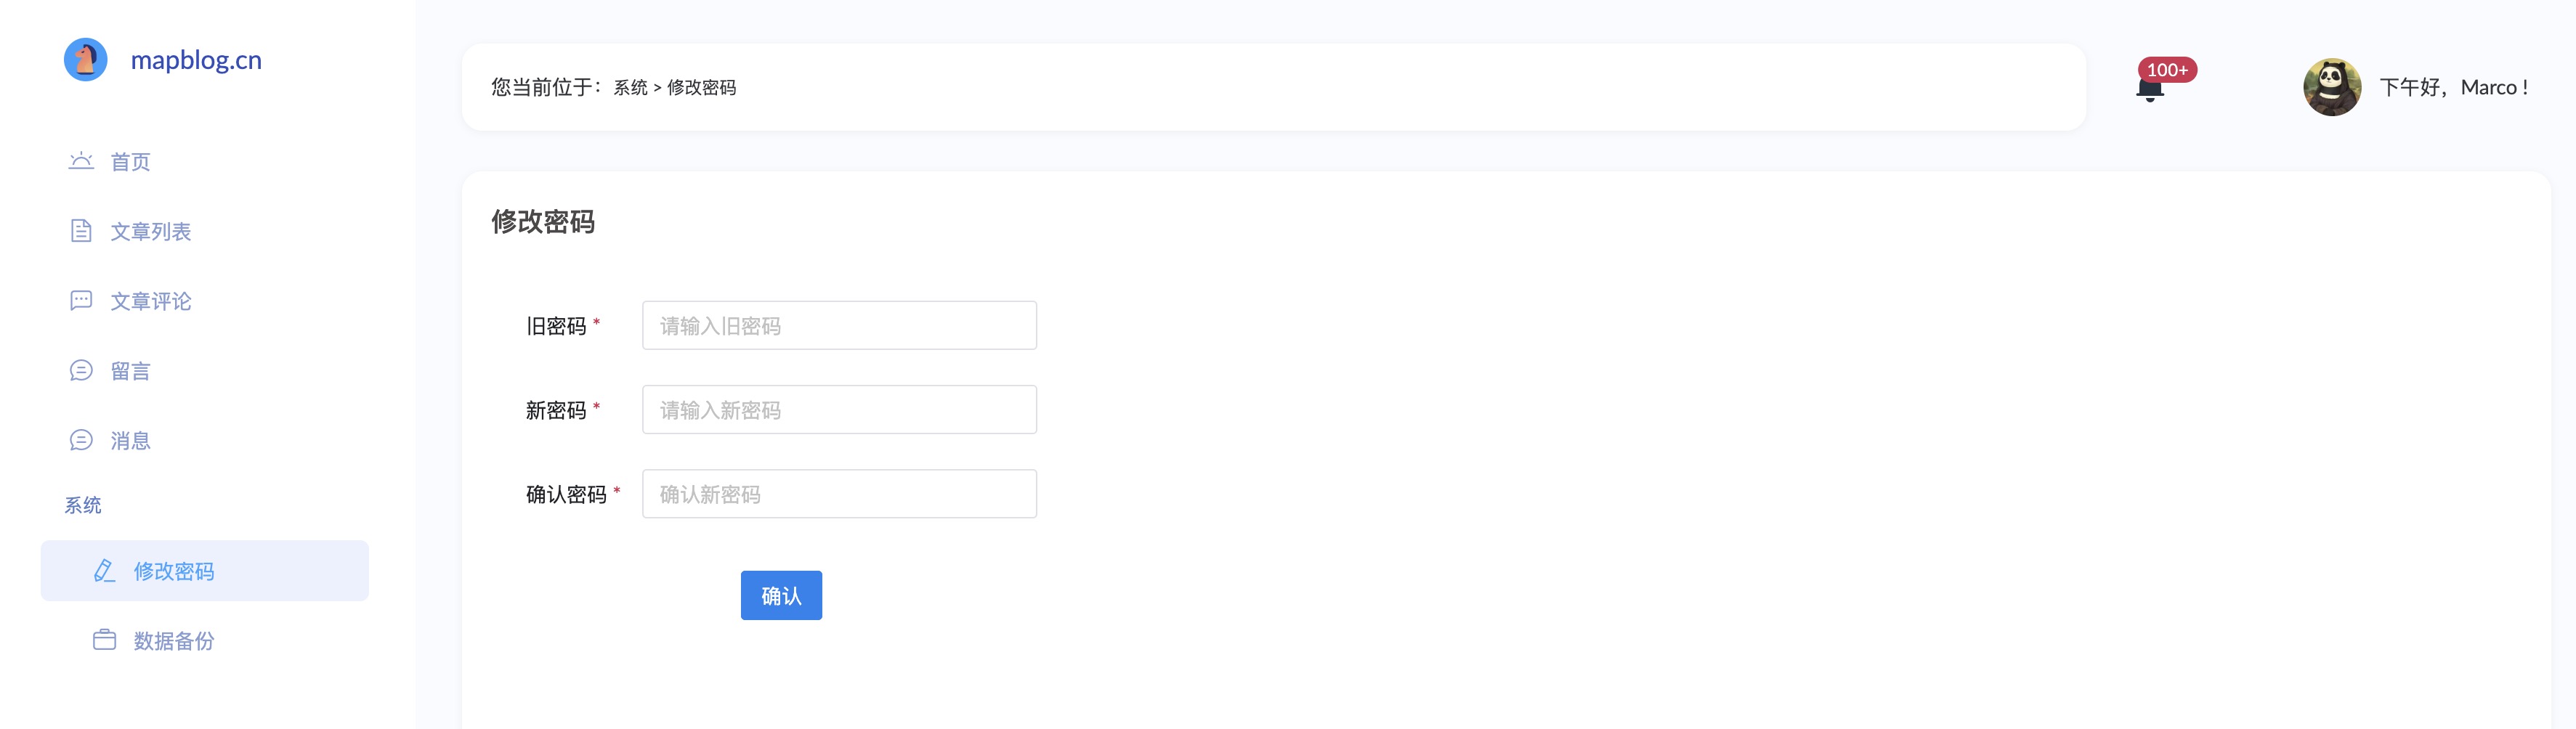 mapblog.cn
首页
文章列表
文章评论
留言
消息
系统
修改密码
数据备份
您当前位于： 系统 > 修改密码
100+
下午好，Marco！
修改密码
旧密码 * 请输入旧密码
新密码 * 请输入新密码
确认密码 * 确认新密码
确认